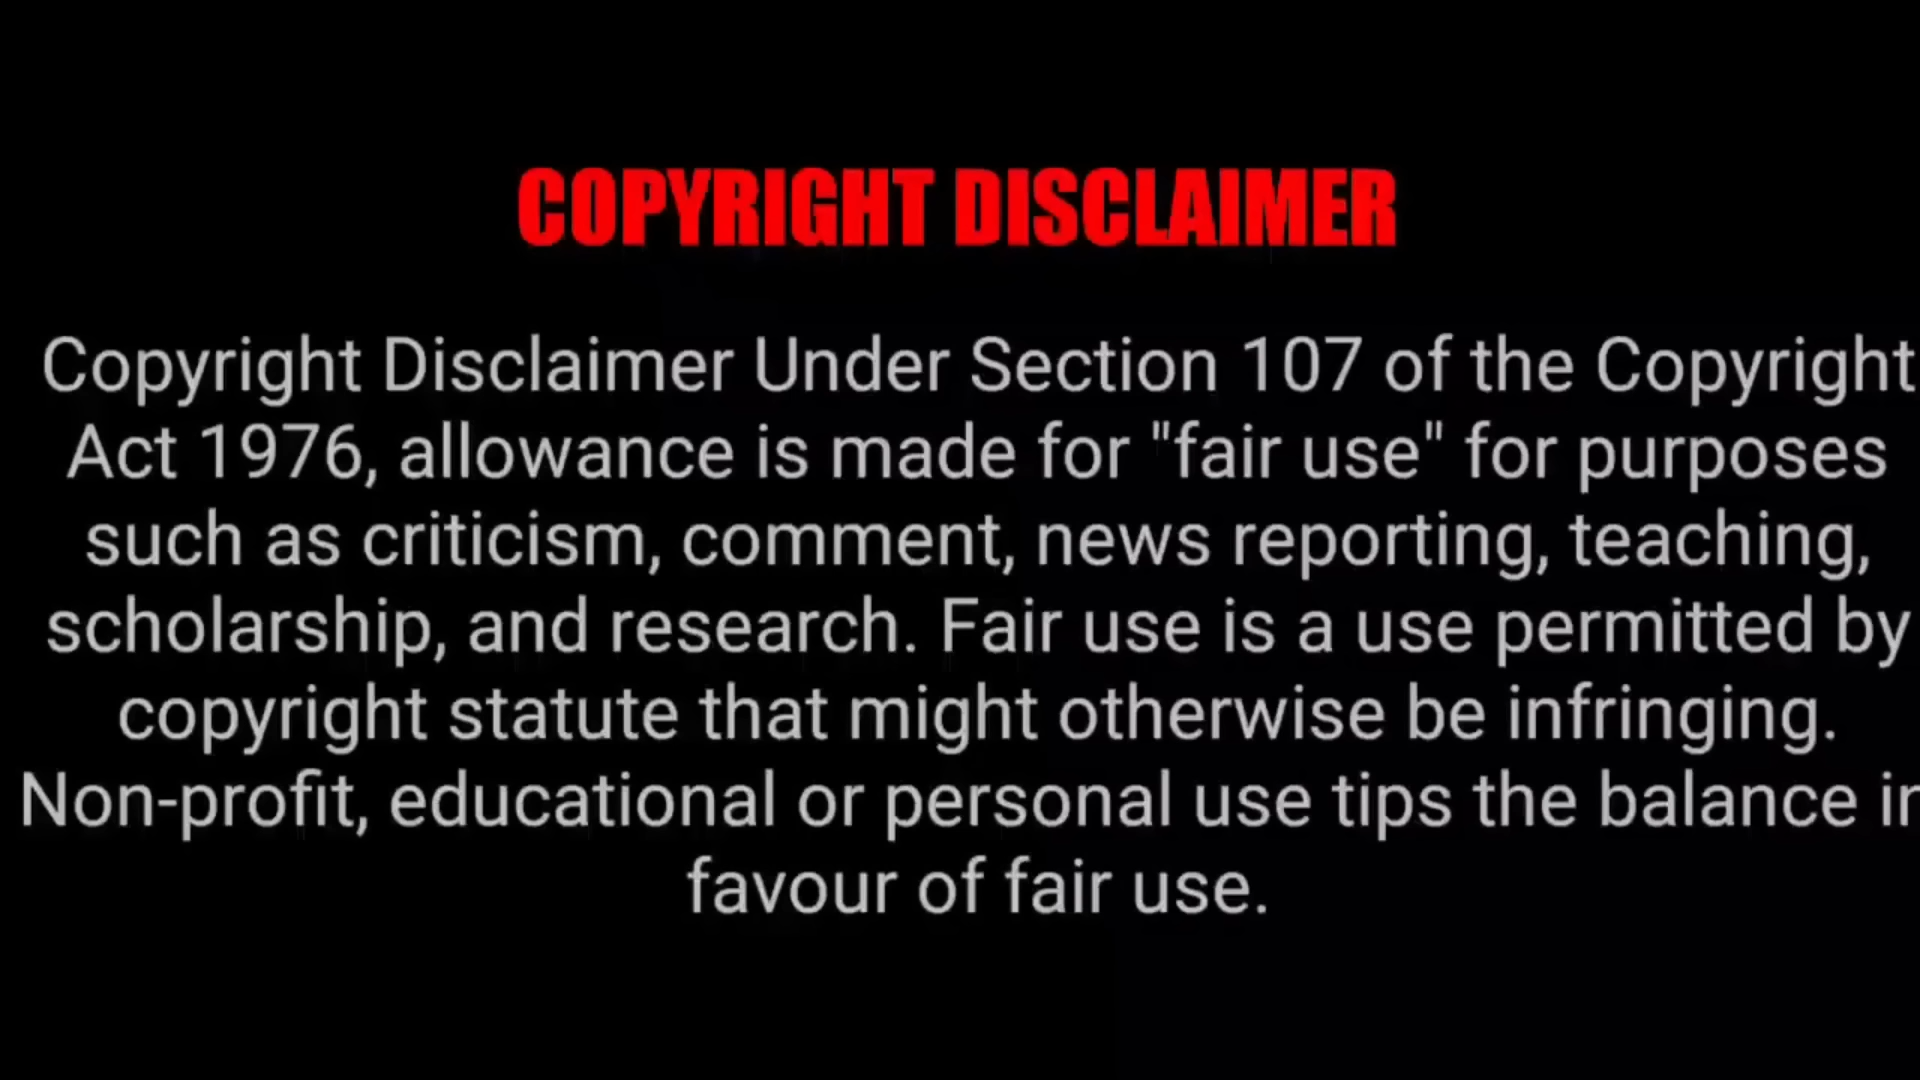 COPYRIGHT DISCLAIMER
Copyright Disclaimer Under Section 107 of the Copyright
Act 1976, allowance is made for "fair use" for purposes
such as criticism, comment, news reporting, teaching,
scholarship, and research. Fair use is a use permitted by
copyright statute that might otherwise be infringing.
Non-profit, educational or personal use tips the balance in
favour of fair use.